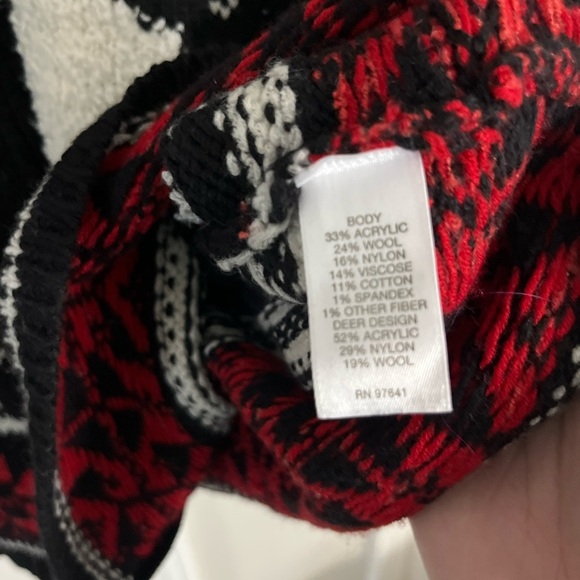 BODY
33% ACRYLIC
24% WOOL
16% NYLON
14% VISCOSE
11% COTTON
1% SPANDEX
1% OTHER FIBER
DEER DESIGN
52% ACRYLIC
29% NYLON
19% WOOL
RN 97641